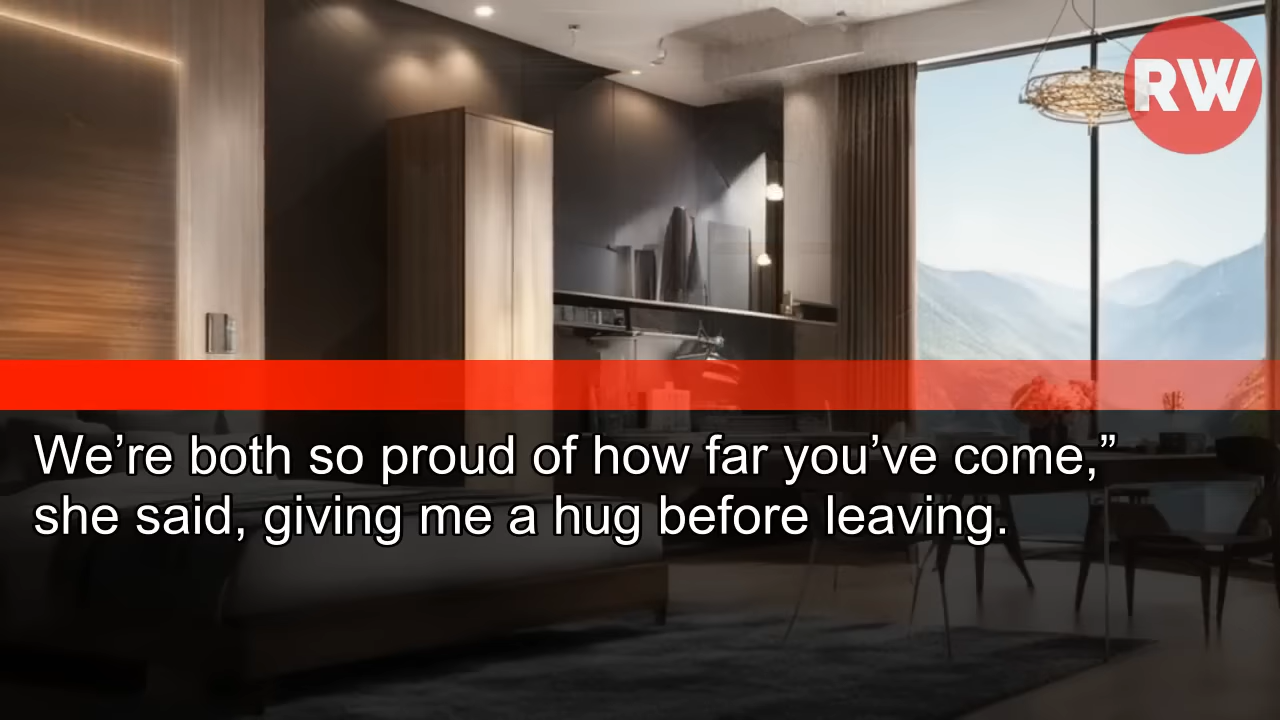 RW
We’re both so proud of how far you’ve come,”
she said, giving me a hug before leaving.